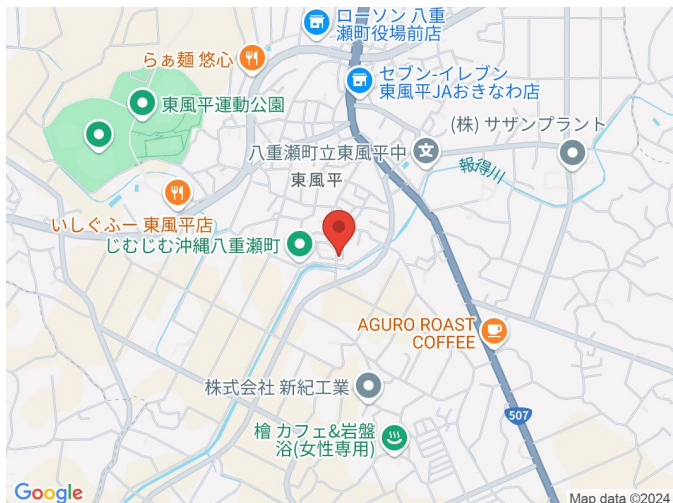 ローソン 八重
瀬町役場前店
らぁ麺 悠心
セブン-イレブン
東風平JAおきなわ店
東風平運動公園
(株) サザンプラント
八重瀬町立東風平中
報得川
東風平
いしぐふー 東風平店
じむじむ沖縄八重瀬町
AGURO ROAST
COFFEE
株式会社 新紀工業
507
檜 カフェ&岩盤
浴(女性専用)
Google
Map data ©2024